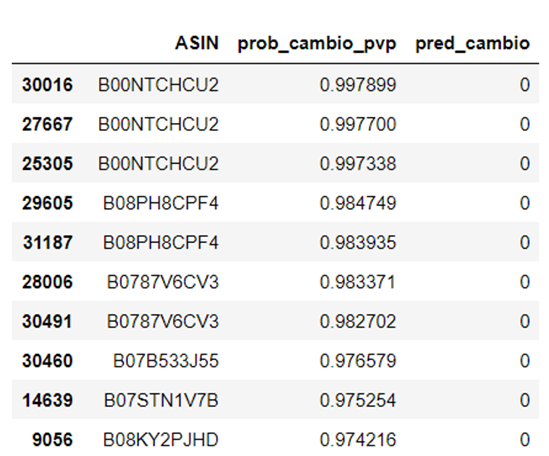 ASIN prob_cambio_pvp pred_cambio
30016 B00NTCHCU2 0.997899 0
27667 B00NTCHCU2 0.997700 0
25305 B00NTCHCU2 0.997338 0
29605 B08PH8CPF4 0.984749 0
31187 B08PH8CPF4 0.983935 0
28006 B0787V6CV3 0.983371 0
30491 B0787V6CV3 0.982702 0
30460 B07B533J55 0.976579 0
14639 B07STN1V7B 0.975254 0
9056 B08KY2PJHD 0.974216 0